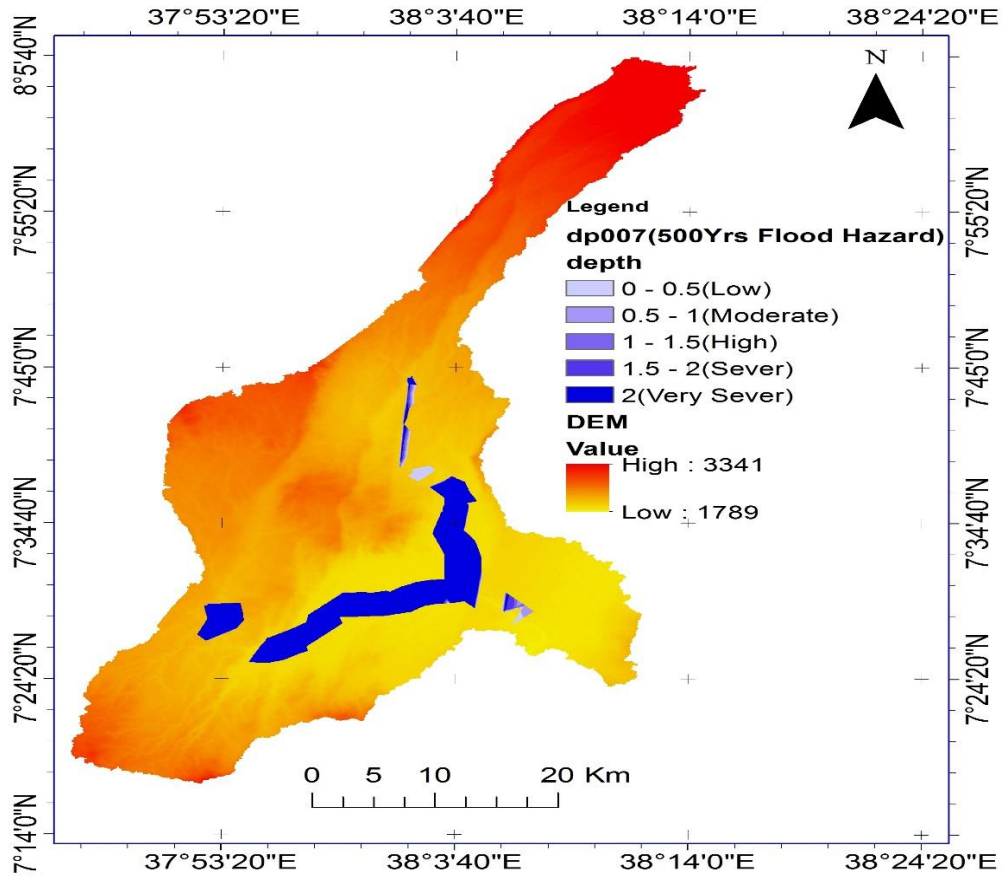 37°53'20"E 38°3'40"E 38°14'0"E 38°24'20"E
8°5'40"N
7°55'20"N
7°45'0"N
7°34'40"N
7°24'20"N
7°14'0"N
N
Legend
dp007(500Yrs Flood Hazard)
depth
0 - 0.5(Low)
0.5 - 1(Moderate)
1 - 1.5(High)
1.5 - 2(Sever)
2(Very Sever)
DEM
Value
High : 3341
Low : 1789
7°55'20"N
7°45'0"N
7°34'40"N
7°24'20"N
0 5 10 20 Km
37°53'20"E 38°3'40"E 38°14'0"E 38°24'20"E